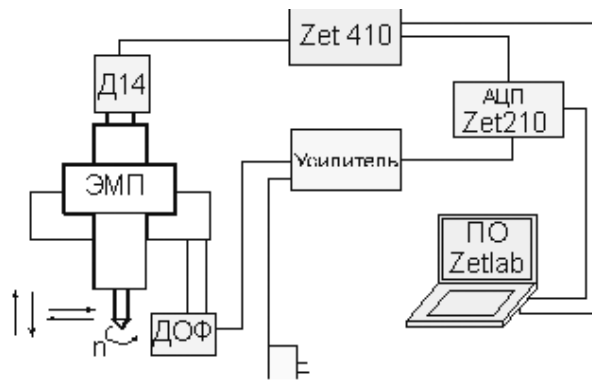 Zet 410
Д14
АЦП
Zet210
Усилитель
ЭМП
ПО
Zetlab
ДОФ
n